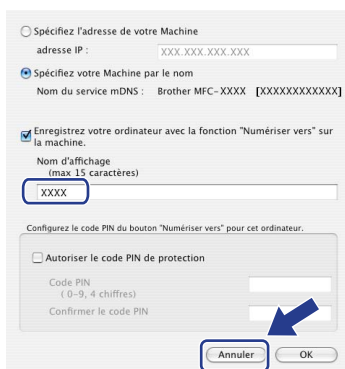 Spécifiez l'adresse de votre Machine
adresse IP : XXX.XXX.XXX.XXX
Spécifiez votre Machine par le nom
Nom du service mDNS : Brother MFC-XXXX [XXXXXXXXXXXX]
Enregistrez votre ordinateur avec la fonction "Numériser vers" sur
la machine.
Nom d'affichage
(max 15 caractères)
XXXX
Configurez le code PIN du bouton "Numériser vers" pour cet ordinateur.
Autoriser le code PIN de protection
Code PIN
( 0-9, 4 chiffres)
Confirmer le code PIN
Annuler OK